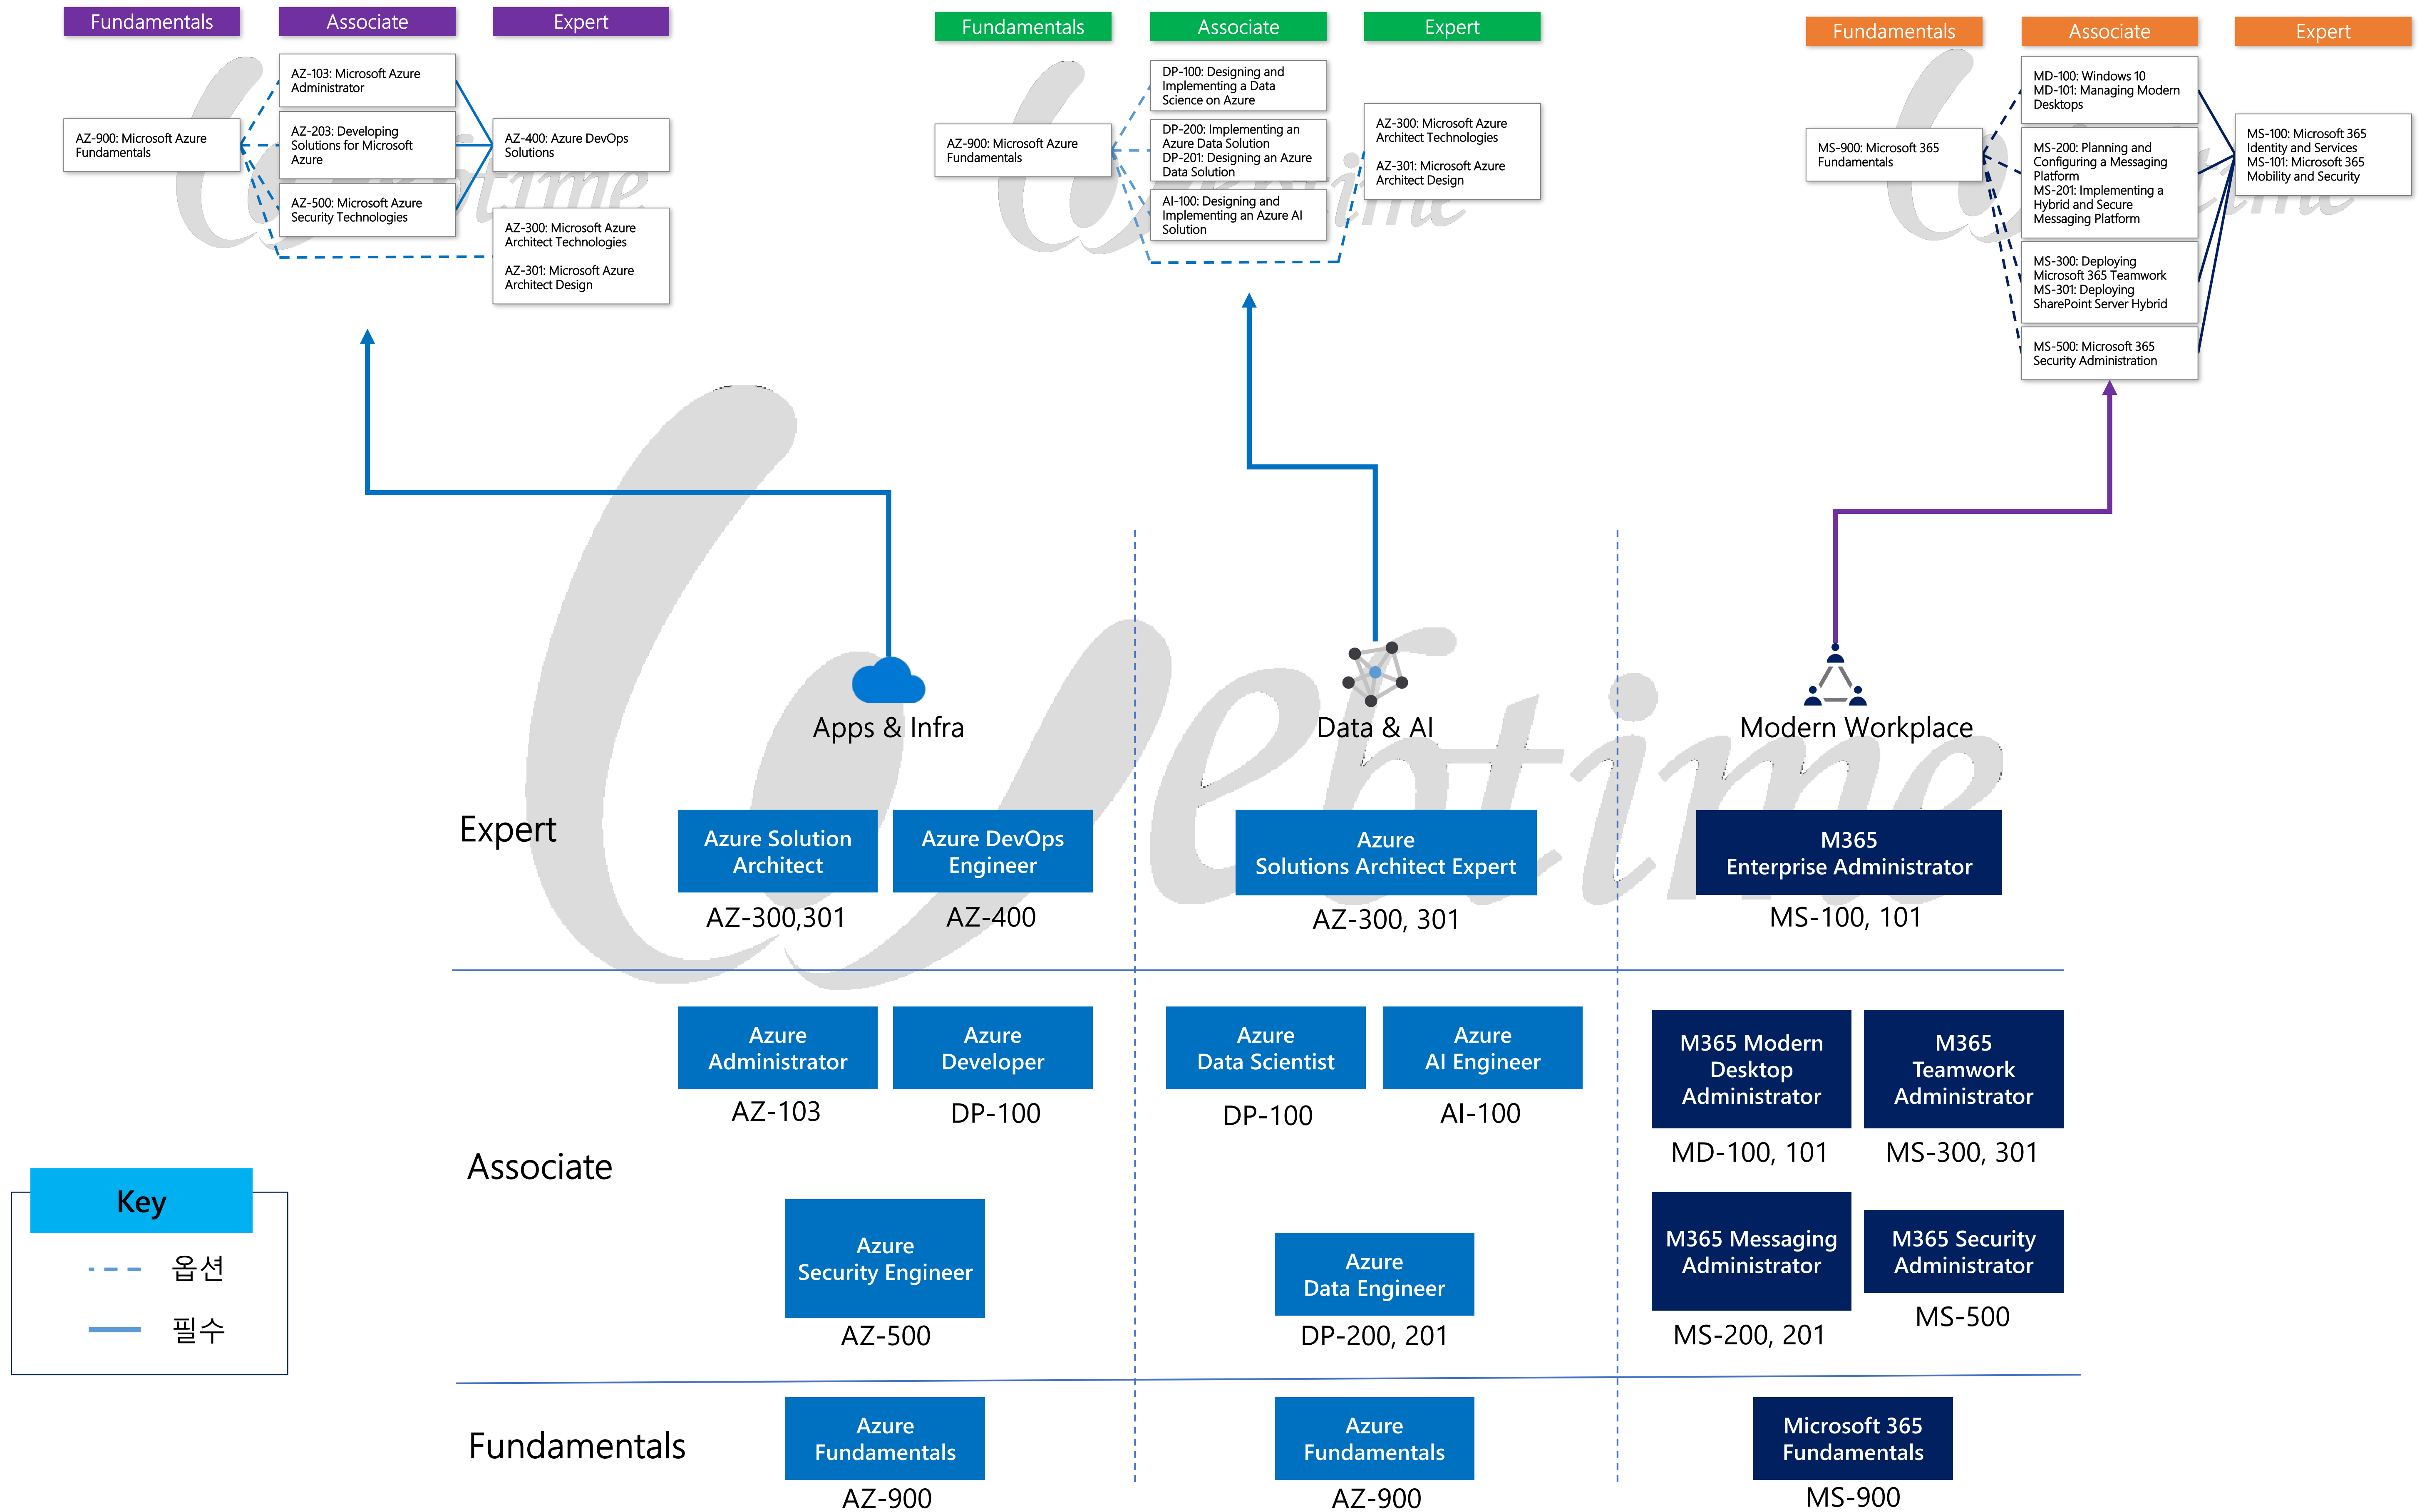 Fundamentals
Associate
Expert
AZ-900: Microsoft Azure
Fundamentals
AZ-103: Microsoft Azure
Administrator
AZ-203: Developing
Solutions for Microsoft
Azure
AZ-500: Microsoft Azure
Security Technologies
AZ-400: Azure DevOps
Solutions
AZ-300: Microsoft Azure
Architect Technologies
AZ-301: Microsoft Azure
Architect Design
Fundamentals
Associate
Expert
AZ-900: Microsoft Azure
Fundamentals
DP-100: Designing and
Implementing a Data
Science on Azure
DP-200: Implementing an
Azure Data Solution
DP-201: Designing an Azure
Data Solution
AI-100: Designing and
Implementing an Azure AI
Solution
AZ-300: Microsoft Azure
Architect Technologies
AZ-301: Microsoft Azure
Architect Design
Fundamentals
Associate
Expert
MS-900: Microsoft 365
Fundamentals
MD-100: Windows 10
MD-101: Managing Modern
Desktops
MS-200: Planning and
Configuring a Messaging
Platform
MS-201: Implementing a
Hybrid and Secure
Messaging Platform
MS-300: Deploying
Microsoft 365 Teamwork
MS-301: Deploying
SharePoint Server Hybrid
MS-500: Microsoft 365
Security Administration
MS-100: Microsoft 365
Identity and Services
MS-101: Microsoft 365
Mobility and Security
Webtime
Apps & Infra
Data & AI
Modern Workplace
Expert
Azure Solution
Architect
AZ-300,301
Azure DevOps
Engineer
AZ-400
Azure
Solutions Architect Expert
AZ-300, 301
M365
Enterprise Administrator
MS-100, 101
Associate
Azure
Administrator
AZ-103
Azure
Developer
DP-100
Azure
Data Scientist
DP-100
Azure
AI Engineer
AI-100
M365 Modern
Desktop
Administrator
MD-100, 101
M365
Teamwork
Administrator
MS-300, 301
Azure
Security Engineer
AZ-500
Azure
Data Engineer
DP-200, 201
M365 Messaging
Administrator
MS-200, 201
M365 Security
Administrator
MS-500
Fundamentals
Azure
Fundamentals
AZ-900
Azure
Fundamentals
AZ-900
Microsoft 365
Fundamentals
MS-900
Key
옵션
필수